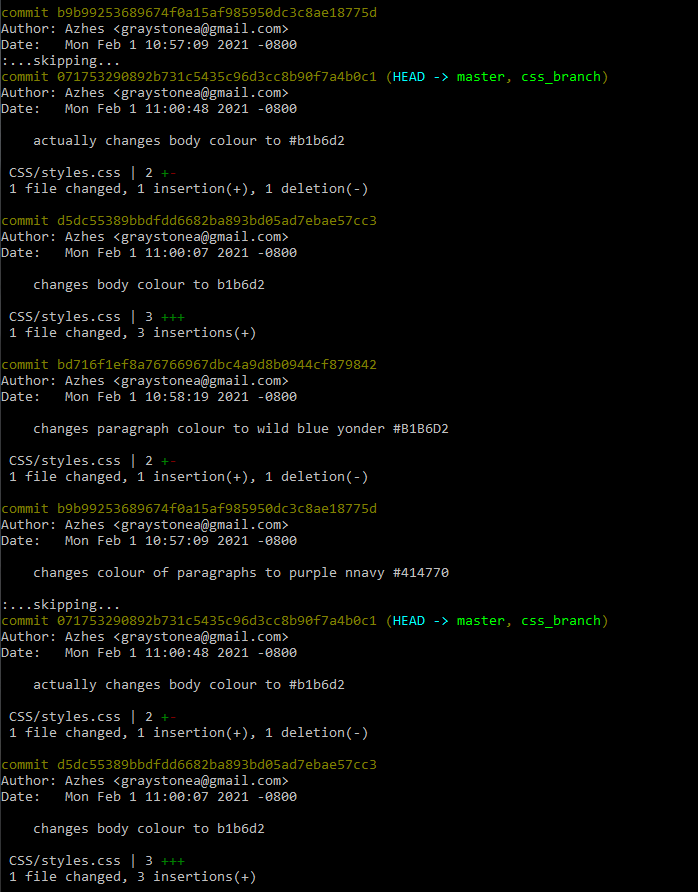 commit b9b99253689674f0a15af985950dc3c8ae18775d
Author: Azhes <graystonea@gmail.com>
Date:   Mon Feb 1 10:57:09 2021 -0800
:...skipping...
commit 071753290892b731c5435c96d3cc8b90f7a4b0c1 (HEAD -> master, css_branch)
Author: Azhes <graystonea@gmail.com>
Date:   Mon Feb 1 11:00:48 2021 -0800
actually changes body colour to #b1b6d2
CSS/styles.css | 2 +-
1 file changed, 1 insertion(+), 1 deletion(-)
commit d5dc55389bbdfdd6682ba893bd05ad7ebae57cc3
Author: Azhes <graystonea@gmail.com>
Date:   Mon Feb 1 11:00:07 2021 -0800
changes body colour to b1b6d2
CSS/styles.css | 3 +++
1 file changed, 3 insertions(+)
commit bd716f1ef8a76766967dbc4a9d8b0944cf879842
Author: Azhes <graystonea@gmail.com>
Date:   Mon Feb 1 10:58:19 2021 -0800
changes paragraph colour to wild blue yonder #B1B6D2
CSS/styles.css | 2 +-
1 file changed, 1 insertion(+), 1 deletion(-)
commit b9b99253689674f0a15af985950dc3c8ae18775d
Author: Azhes <graystonea@gmail.com>
Date:   Mon Feb 1 10:57:09 2021 -0800
changes colour of paragraphs to purple nnavy #414770
:...skipping...
commit 071753290892b731c5435c96d3cc8b90f7a4b0c1 (HEAD -> master, css_branch)
Author: Azhes <graystonea@gmail.com>
Date:   Mon Feb 1 11:00:48 2021 -0800
actually changes body colour to #b1b6d2
CSS/styles.css | 2 +-
1 file changed, 1 insertion(+), 1 deletion(-)
commit d5dc55389bbdfdd6682ba893bd05ad7ebae57cc3
Author: Azhes <graystonea@gmail.com>
Date:   Mon Feb 1 11:00:07 2021 -0800
changes body colour to b1b6d2
CSS/styles.css | 3 +++
1 file changed, 3 insertions(+)